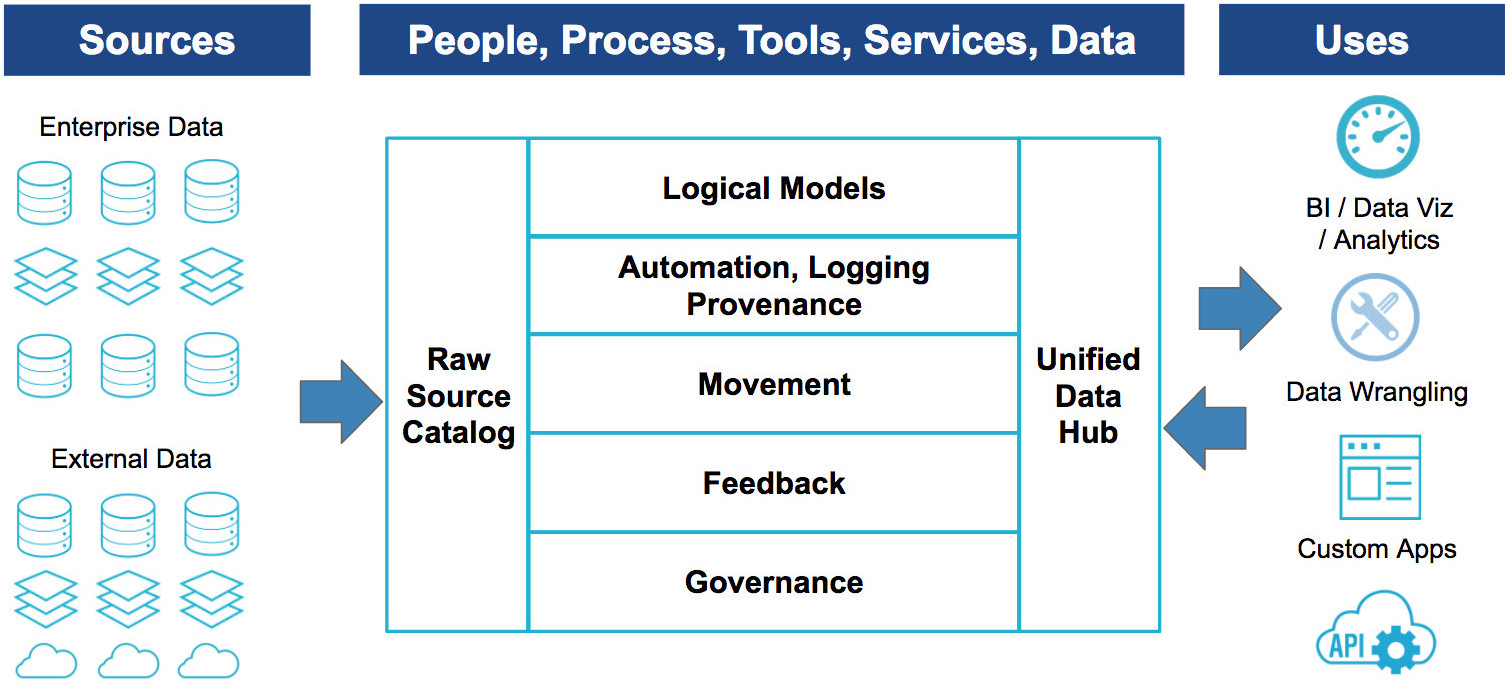 Sources
People, Process, Tools, Services, Data
Uses
Enterprise Data
External Data
Raw
Source
Catalog
Logical Models
Automation, Logging
Provenance
Movement
Feedback
Governance
Unified
Data
Hub
BI / Data Viz
/ Analytics
Data Wrangling
Custom Apps
API